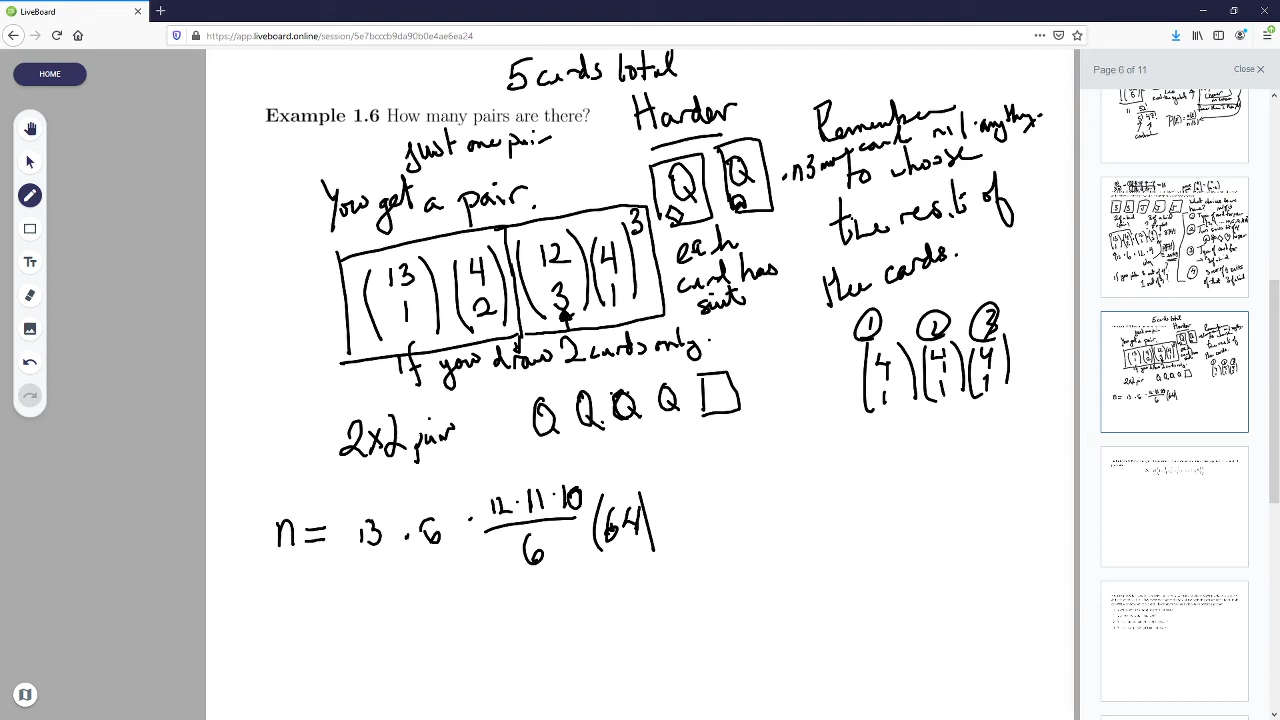 LiveBoard
https://app.liveboard.online/session/5e7bcccb9da90b0e4ae6ea24
HOME
Page 6 of 11
Close
5 cards total
Example 1.6 How many pairs are there?
Harder
Remember
just one pair
card
anything.
to choose
You get a pair.
Q Q
the rest of
the cards.
each
card has
suit
(13 1) (4 2) (12 3) (4 1)^3
If you draw 2 cards only.
1 2 3
(4 1) (4 1) (4 1)
Q Q Q Q
2x2 pair
n = 13 · 6 · 12·11·10 / 6 (64)